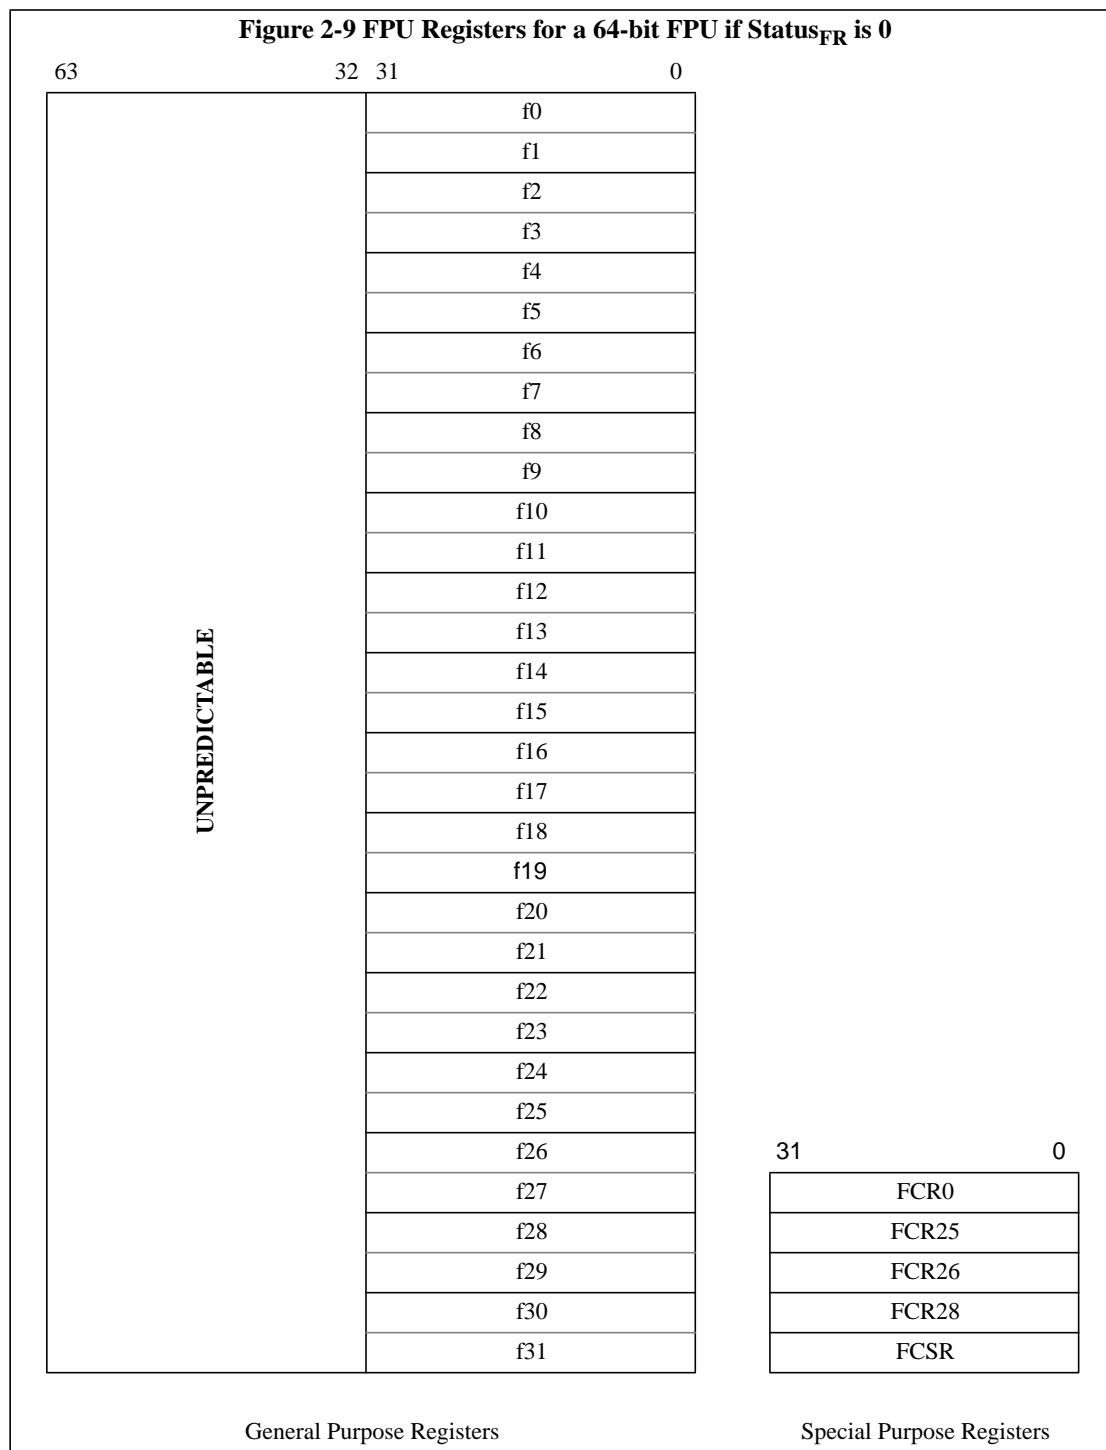 Figure 2-9 FPU Registers for a 64-bit FPU if StatusFR is 0
63 32 31 0
f0
f1
f2
f3
f4
f5
f6
f7
f8
f9
f10
f11
f12
f13
UNPREDICTABLE
f14
f15
f16
f17
f18
f19
f20
f21
f22
f23
f24
f25
f26
31 0
f27 FCR0
f28 FCR25
f29 FCR26
f30 FCR28
f31 FCSR
General Purpose Registers Special Purpose Registers